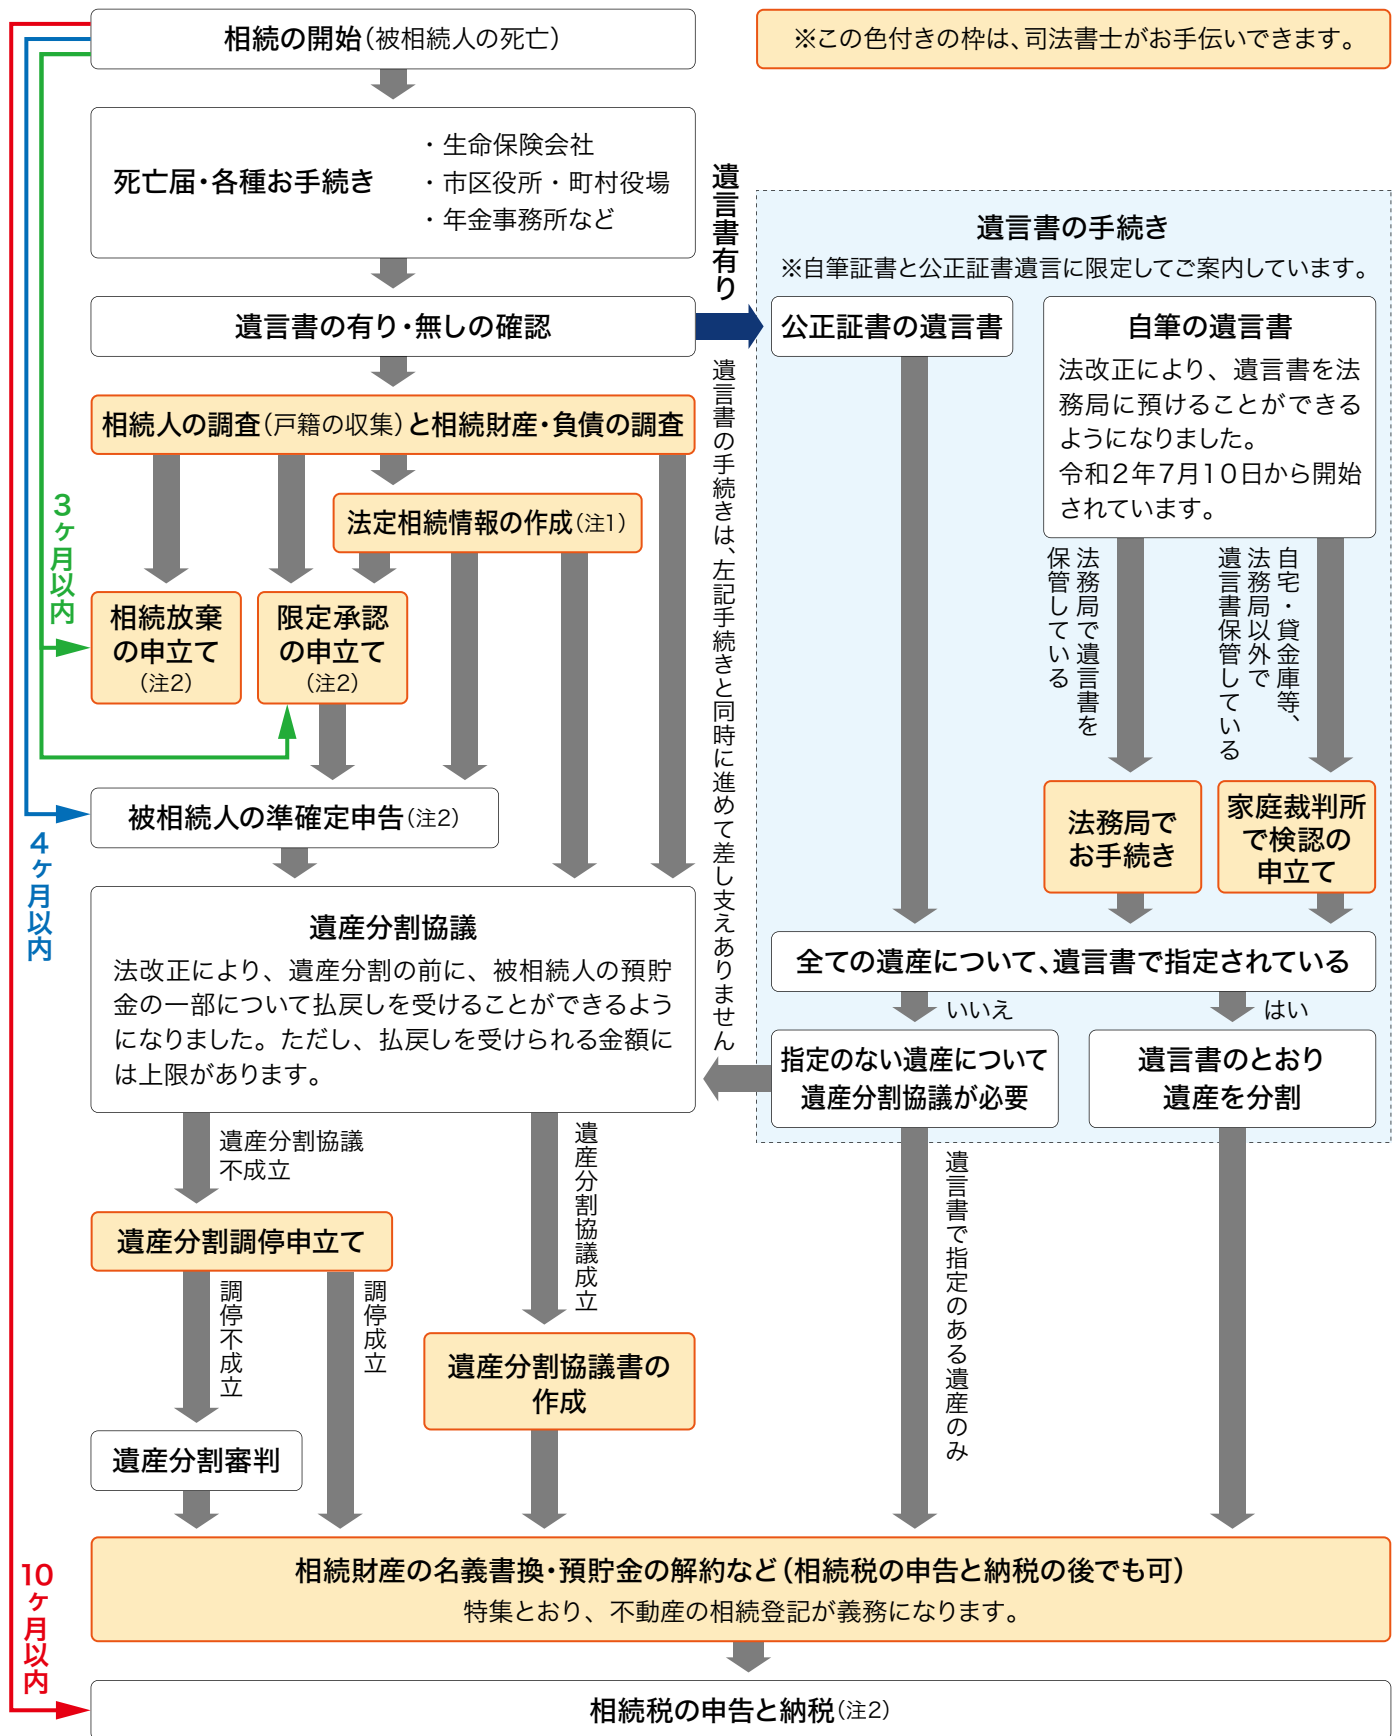 相続の開始(被相続人の死亡)
※この色付きの枠は、司法書士がお手伝いできます。
死亡届・各種お手続き
・生命保険会社
・市区役所・町村役場
・年金事務所など
遺言書の有り・無しの確認
遺言書有り
遺言書の手続きは、左記手続きと同時に進めて差し支えありません
相続人の調査(戸籍の収集)と相続財産・負債の調査
法定相続情報の作成(注1)
3ヶ月以内
相続放棄
の申立て
(注2)
限定承認
の申立て
(注2)
被相続人の準確定申告(注2)
4ヶ月以内
遺産分割協議
法改正により、遺産分割の前に、被相続人の預貯
金の一部について払戻しを受けることができるよう
になりました。ただし、払戻しを受けられる金額に
は上限があります。
遺言書の手続き
※自筆証書と公正証書遺言に限定してご案内しています。
公正証書の遺言書
自筆の遺言書
法改正により、遺言書を法
務局に預けることができる
ようになりました。
令和2年7月10日から開始
されています。
法務局で遺言書を
保管している
自宅・貸金庫等、
法務局以外で
遺言書保管している
法務局で
お手続き
家庭裁判所
で検認の
申立て
全ての遺産について、遺言書で指定されている
いいえ
はい
指定のない遺産について
遺産分割協議が必要
遺言書のとおり
遺産を分割
遺産分割協議
不成立
遺産分割協議成立
遺言書で指定のある遺産のみ
遺産分割調停申立て
調停不成立
調停成立
遺産分割協議書の
作成
遺産分割審判
相続財産の名義書換・預貯金の解約など(相続税の申告と納税の後でも可)
特集とおり、不動産の相続登記が義務になります。
10ヶ月以内
相続税の申告と納税(注2)